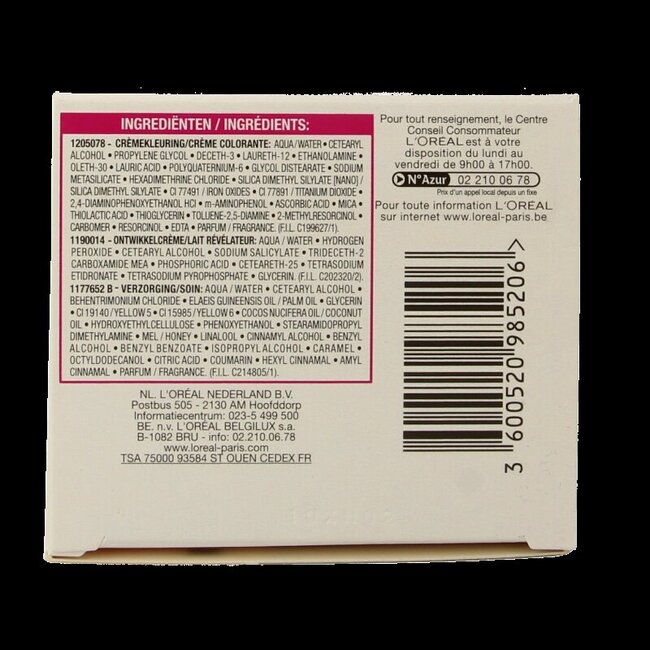 INGREDIËNTEN / INGRÉDIENTS:
1205078 - CRÈMEKLEURING/CRÈME COLORANTE: AQUA/WATER • CETEARYL
ALCOHOL • PROPYLENE GLYCOL • DECETH-3 • LAURETH-12 • ETHANOLAMINE
OLETH-30 • LAURIC ACID • POLYQUATERNIUM-6 • GLYCOL DISTEARATE • SODIUM
METASILICATE • HEXADIMETHRINE CHLORIDE • SILICA DIMETHYL SILYLATE [NANO] /
SILICA DIMETHYL SILYLATE • CI 77491 / IRON OXIDES • CI 77891 / TITANIUM DIOXIDE •
2,4-DIAMINOPHENOXYETHANOL HCl • m-AMINOPHENOL • ASCORBIC ACID • MICA •
THIOLACTIC ACID • THIOGLYCERIN • TOLUENE-2,5-DIAMINE • 2-METHYLRESORCINOL •
CARBOMER • RESORCINOL • EDTA • PARFUM / FRAGRANCE. (F.I.L. C199627/1).
1190014 - ONTWIKKELCRÈME/LAIT RÉVÉLATEUR: AQUA / WATER • HYDROGEN
PEROXIDE • CETEARYL ALCOHOL • SODIUM SALICYLATE • TRIDECETH-2
CARBOXAMIDE MEA • PHOSPHORIC ACID • CETEARETH-25 • TETRASODIUM
ETIDRONATE • TETRASODIUM PYROPHOSPHATE • GLYCERIN. (F.I.L. C202320/2).
1177652 B - VERZORGING/SOIN: AQUA / WATER • CETEARYL ALCOHOL •
BEHENTRIMONIUM CHLORIDE • ELAEIS GUINEENSIS OIL / PALM OIL • GLYCERIN
• CI 19140 / YELLOW 5 • CI 15985 / YELLOW 6 • COCOS NUCIFERA OIL / COCONUT
OIL • HYDROXYETHYLCELLULOSE • PHENOXYETHANOL • STEARAMIDOPROPYL
DIMETHYLAMINE • MEL / HONEY • LINALOOL • CINNAMYL ALCOHOL • BENZYL
ALCOHOL • BENZYL BENZOATE • ISOPROPYL ALCOHOL • CARAMEL •
OCTYLDODECANOL • CITRIC ACID • COUMARIN • HEXYL CINNAMAL • AMYL
CINNAMAL • PARFUM / FRAGRANCE. (F.I.L. C214805/1).
NL. L'ORÉAL NEDERLAND B.V.
Postbus 505 - 2130 AM Hoofddorp
Informatiecentrum: 023-5 499 500
BE. n.v. L'ORÉAL BELGILUX s.a.
B-1082 BRU - info: 02.210.06.78
www.loreal-paris.com
TSA 75000 93584 ST OUEN CEDEX FR
Pour tout renseignement, le Centre
Conseil Consommateur
L'ORÉAL est à votre
disposition du lundi au
vendredi de 9h00 à 17h00.
N°Azur 02 210 06 78
Prix d'un appel local depuis un fixe
Pour toute information L'ORÉAL
sur internet www.loreal-paris.be
3 600520 985206 >